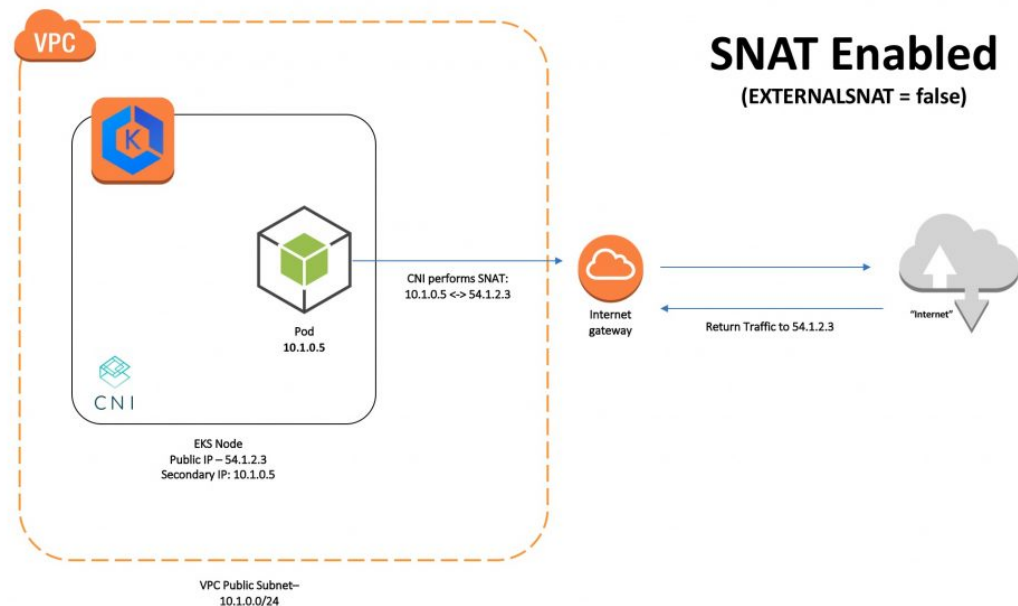 VPC
SNAT Enabled
(EXTERNALSNAT = false)
K
CNI performs SNAT:
10.1.0.5 <-> 54.1.2.3
Pod
10.1.0.5
Internet
gateway
Return Traffic to 54.1.2.3
"Internet"
CNI
EKS Node
Public IP – 54.1.2.3
Secondary IP: 10.1.0.5
VPC Public Subnet–
10.1.0.0/24